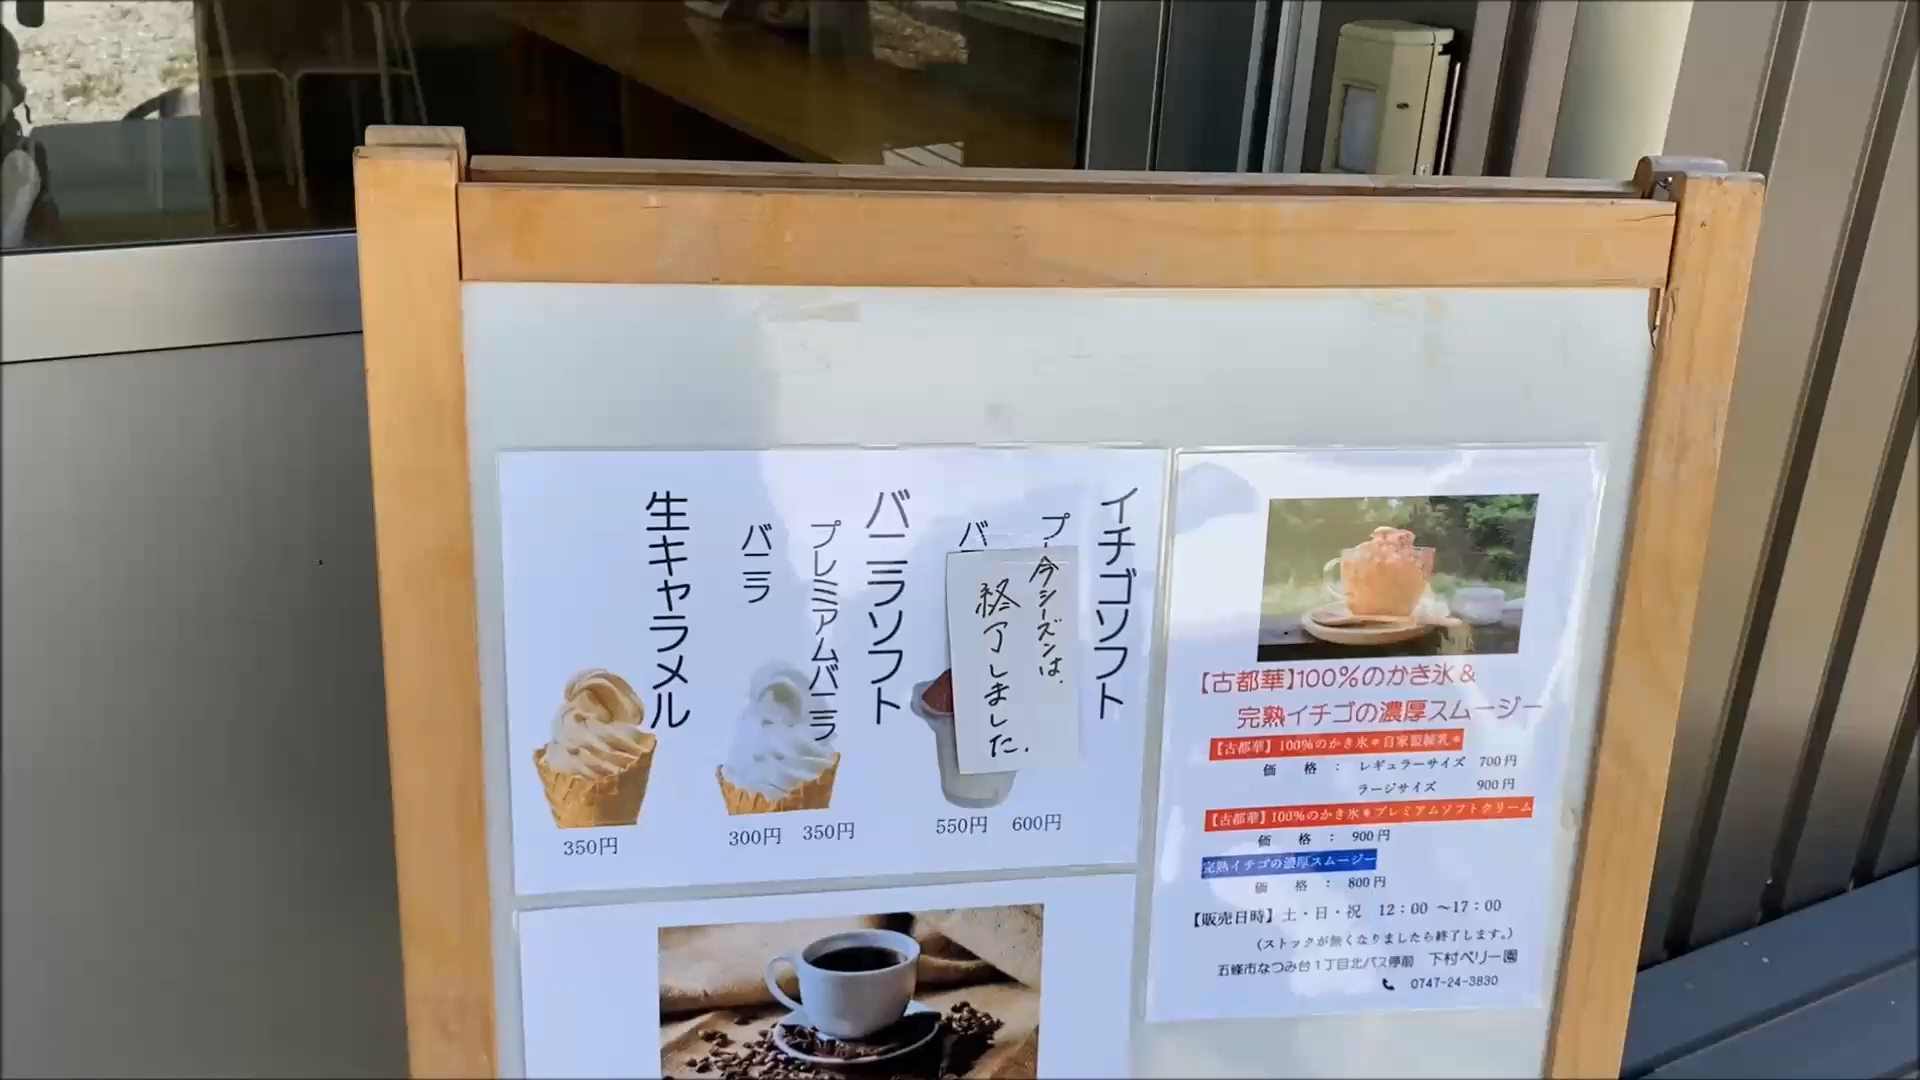 イチゴソフト
プ
バ
今シーズンは、
終了しました。
550円 600円
バニラソフト
プレミアムバニラ
バニラ
300円 350円
生キャラメル
350円
【古都華】100%のかき氷&
完熟イチゴの濃厚スムージー
【古都華】100%のかき氷*自家製練乳*
価格: レギュラーサイズ 700円
ラージサイズ 900円
【古都華】100%のかき氷*プレミアムソフトクリーム
価格: 900円
完熟イチゴの濃厚スムージー
価格: 800円
【販売日時】土・日・祝 12:00 ~17:00
(ストックが無くなりましたら終了します。)
五條市なつみ台1丁目北バス停前 下村ベリー園
0747-24-3830